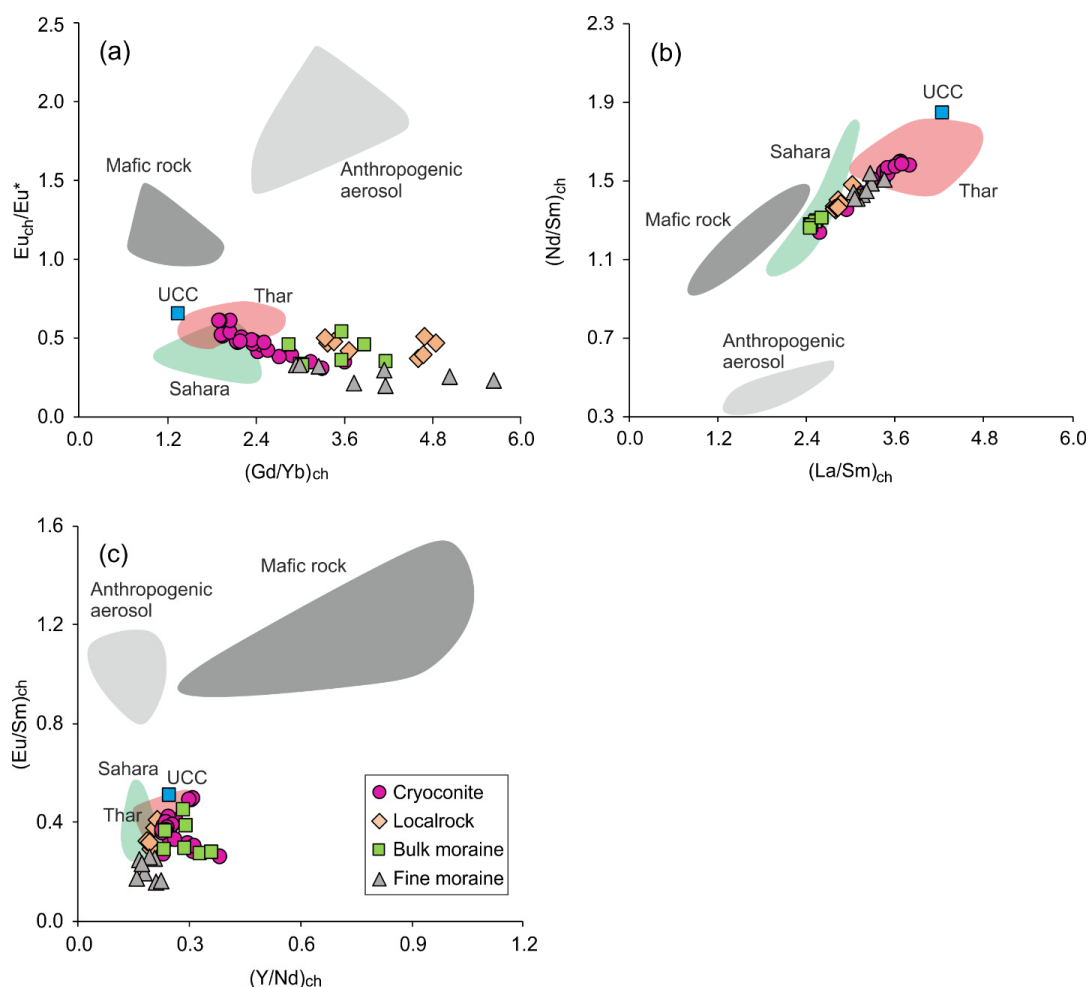 (a)
2.5
2.0
1.5
1.0
0.5
0.0
Eu ch/Eu*
Mafic rock
Anthropogenic
aerosol
UCC
Thar
Sahara
0.0 1.2 2.4 3.6 4.8 6.0
(Gd/Yb)ch
(b)
2.3
1.9
1.5
1.1
0.7
0.3
(Nd/Sm)ch
UCC
Sahara
Mafic rock
Thar
Anthropogenic
aerosol
0.0 1.2 2.4 3.6 4.8 6.0
(La/Sm)ch
(c)
1.6
1.2
0.8
0.4
0.0
(Eu/Sm)ch
Mafic rock
Anthropogenic
aerosol
Sahara
UCC
Thar
Cryoconite
Localrock
Bulk moraine
Fine moraine
0.0 0.3 0.6 0.9 1.2
(Y/Nd)ch